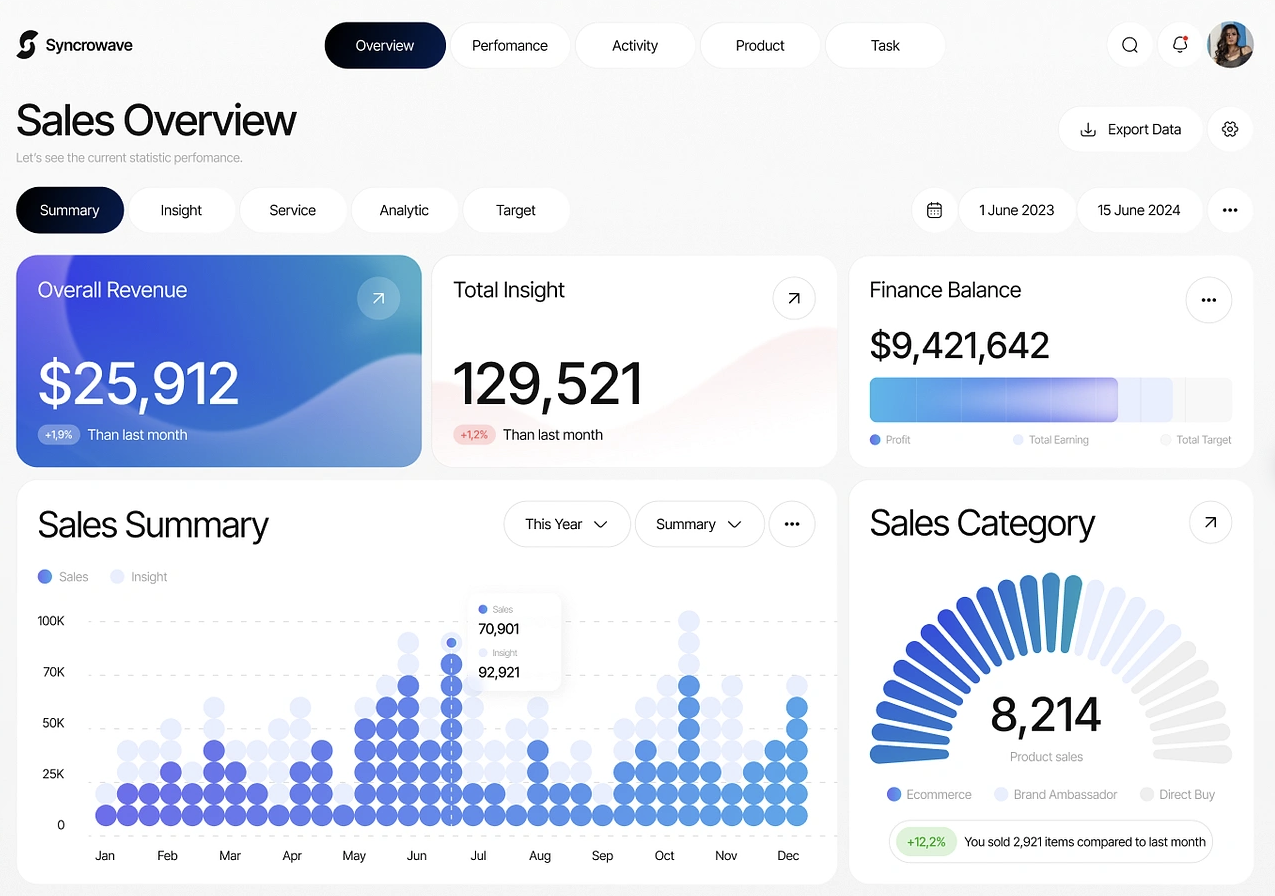 Syncrowave
Overview
Perfomance
Activity
Product
Task
Sales Overview
Let's see the current statistic perfomance.
Export Data
Summary
Insight
Service
Analytic
Target
1 June 2023
15 June 2024
Overall Revenue
$25,912
+1,9% Than last month
Total Insight
129,521
+1,2% Than last month
Finance Balance
$9,421,642
Profit
Total Earning
Total Target
Sales Summary
This Year
Summary
Sales
Insight
100K
70K
50K
25K
0
Sales
70,901
Insight
92,921
Jan
Feb
Mar
Apr
May
Jun
Jul
Aug
Sep
Oct
Nov
Dec
Sales Category
8,214
Product sales
Ecommerce
Brand Ambassador
Direct Buy
+12,2% You sold 2,921 items compared to last month